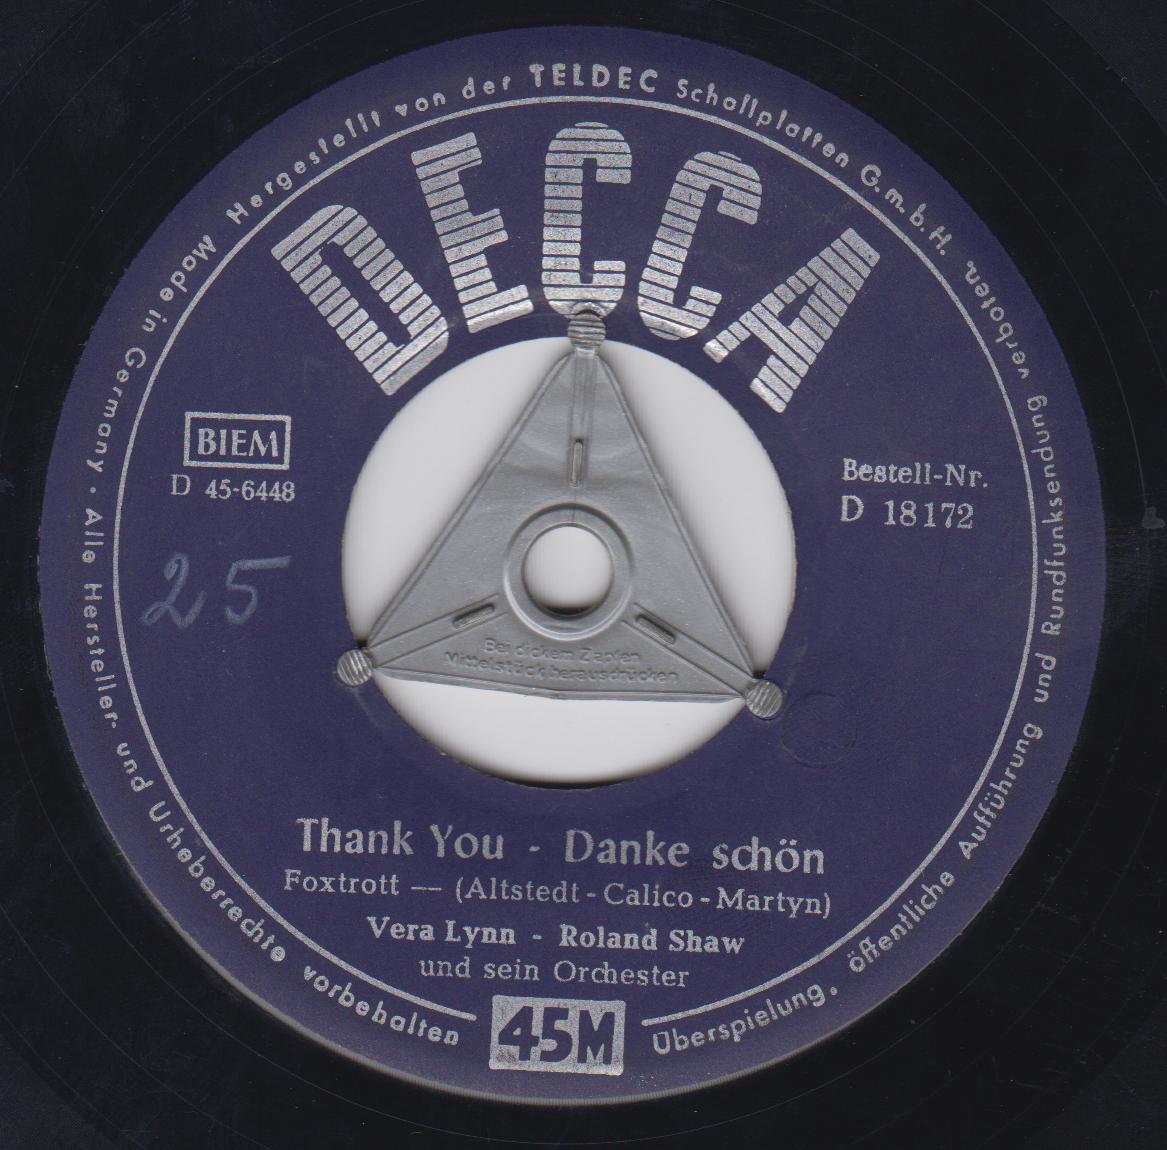 Made in Germany · Alle Hersteller- und Urheberrechte vorbehalten
Hergestellt von der TELDEC Schallplatten G.m.b.H.
Überspielung, öffentliche Aufführung und Rundfunksendung verboten.
DECCA
BIEM
D 45-6448
25
Bestell-Nr.
D 18172
Bei dickem Zapfen
Mittelstück herausdrücken
Thank You - Danke schön
Foxtrott — (Altstedt - Calico - Martyn)
Vera Lynn - Roland Shaw
und sein Orchester
45M